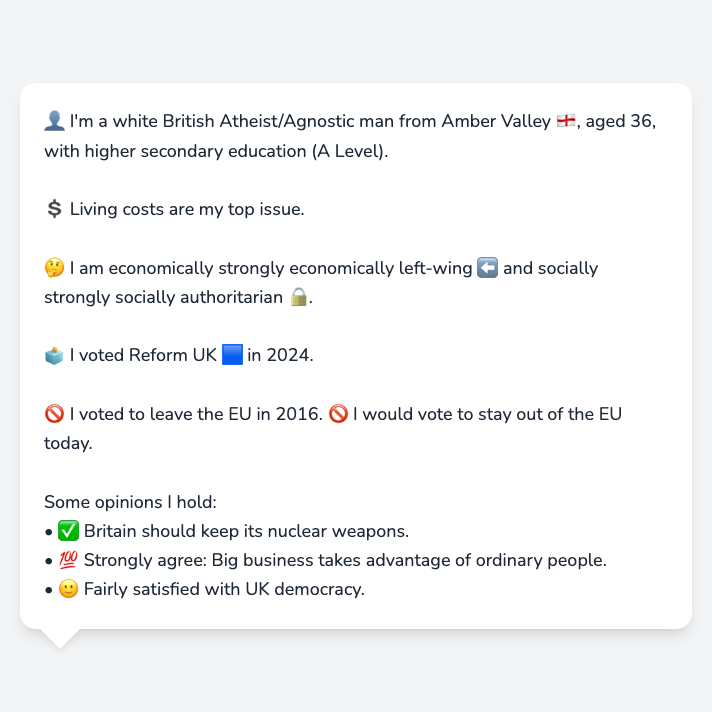 👤 I'm a white British Atheist/Agnostic man from Amber Valley 🏴󠁧󠁢󠁥󠁮󠁧󠁿, aged 36,
with higher secondary education (A Level).
💲 Living costs are my top issue.
🤔 I am economically strongly economically left-wing ⬅️ and socially
strongly socially authoritarian 🔒.
🗳️ I voted Reform UK 🟦 in 2024.
🚫 I voted to leave the EU in 2016. 🚫 I would vote to stay out of the EU
today.
Some opinions I hold:
• ✅ Britain should keep its nuclear weapons.
• 💯 Strongly agree: Big business takes advantage of ordinary people.
• 🙂 Fairly satisfied with UK democracy.